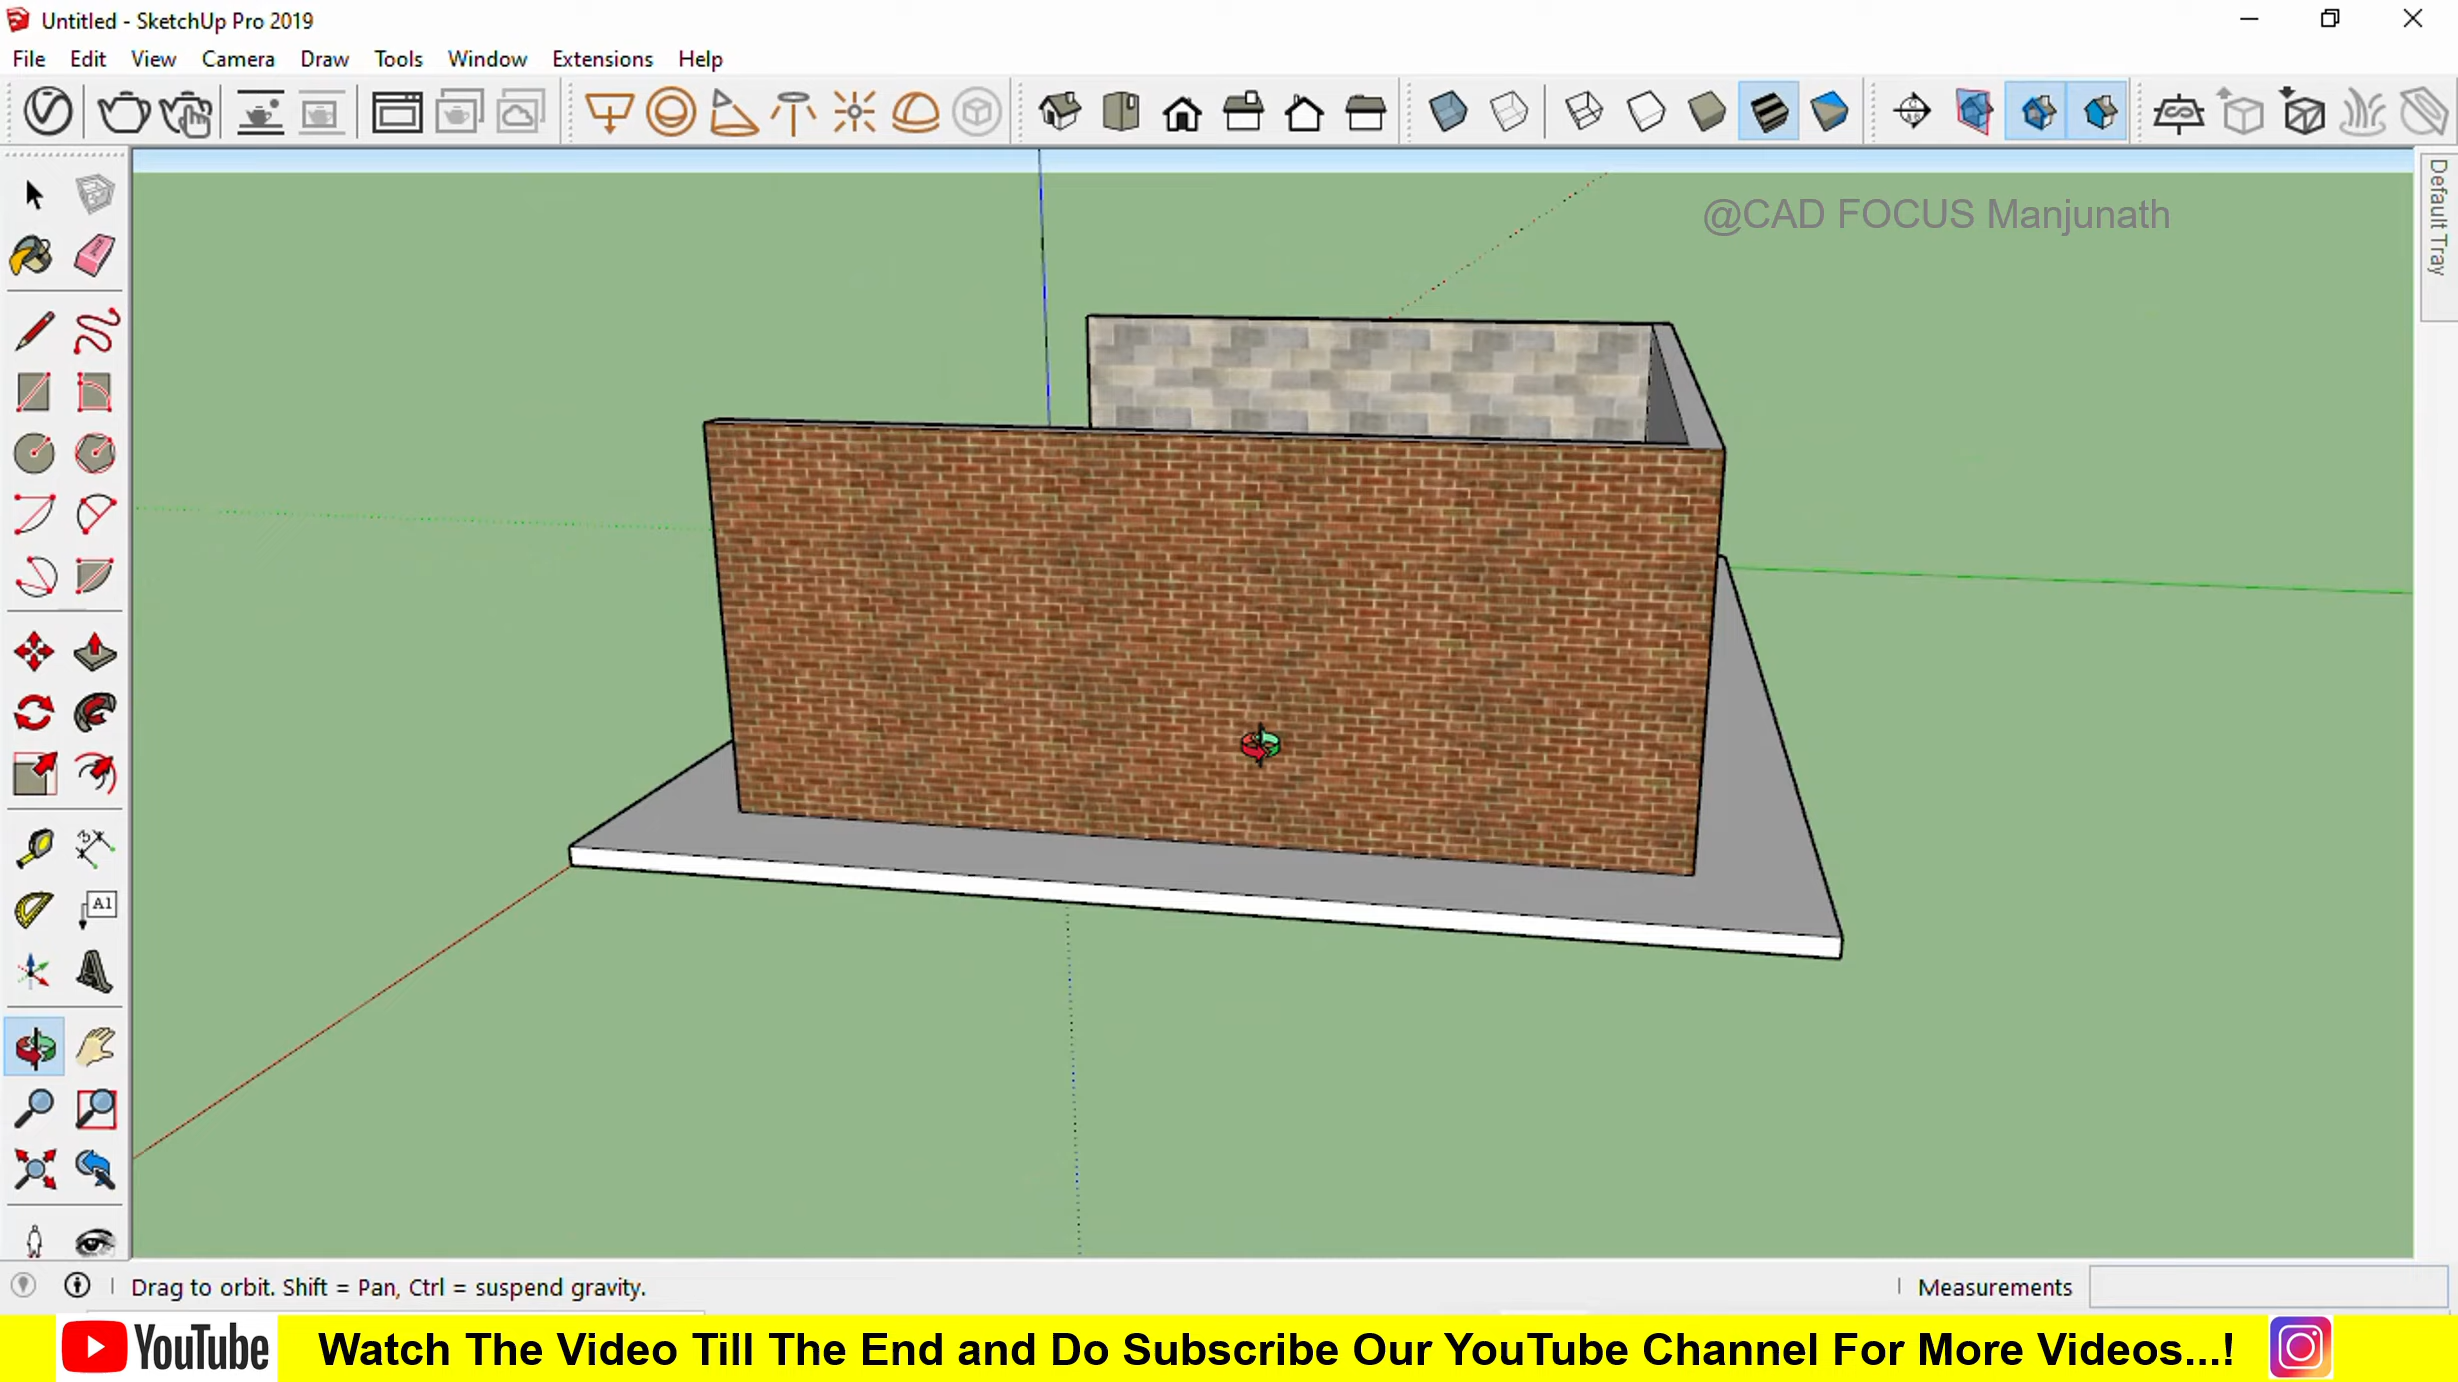 Untitled - SketchUp Pro 2019
File Edit View Camera Draw Tools Window Extensions Help
@CAD FOCUS Manjunath
Default Tray
A1
Drag to orbit. Shift = Pan, Ctrl = suspend gravity.
Measurements
YouTube
Watch The Video Till The End and Do Subscribe Our YouTube Channel For More Videos...!